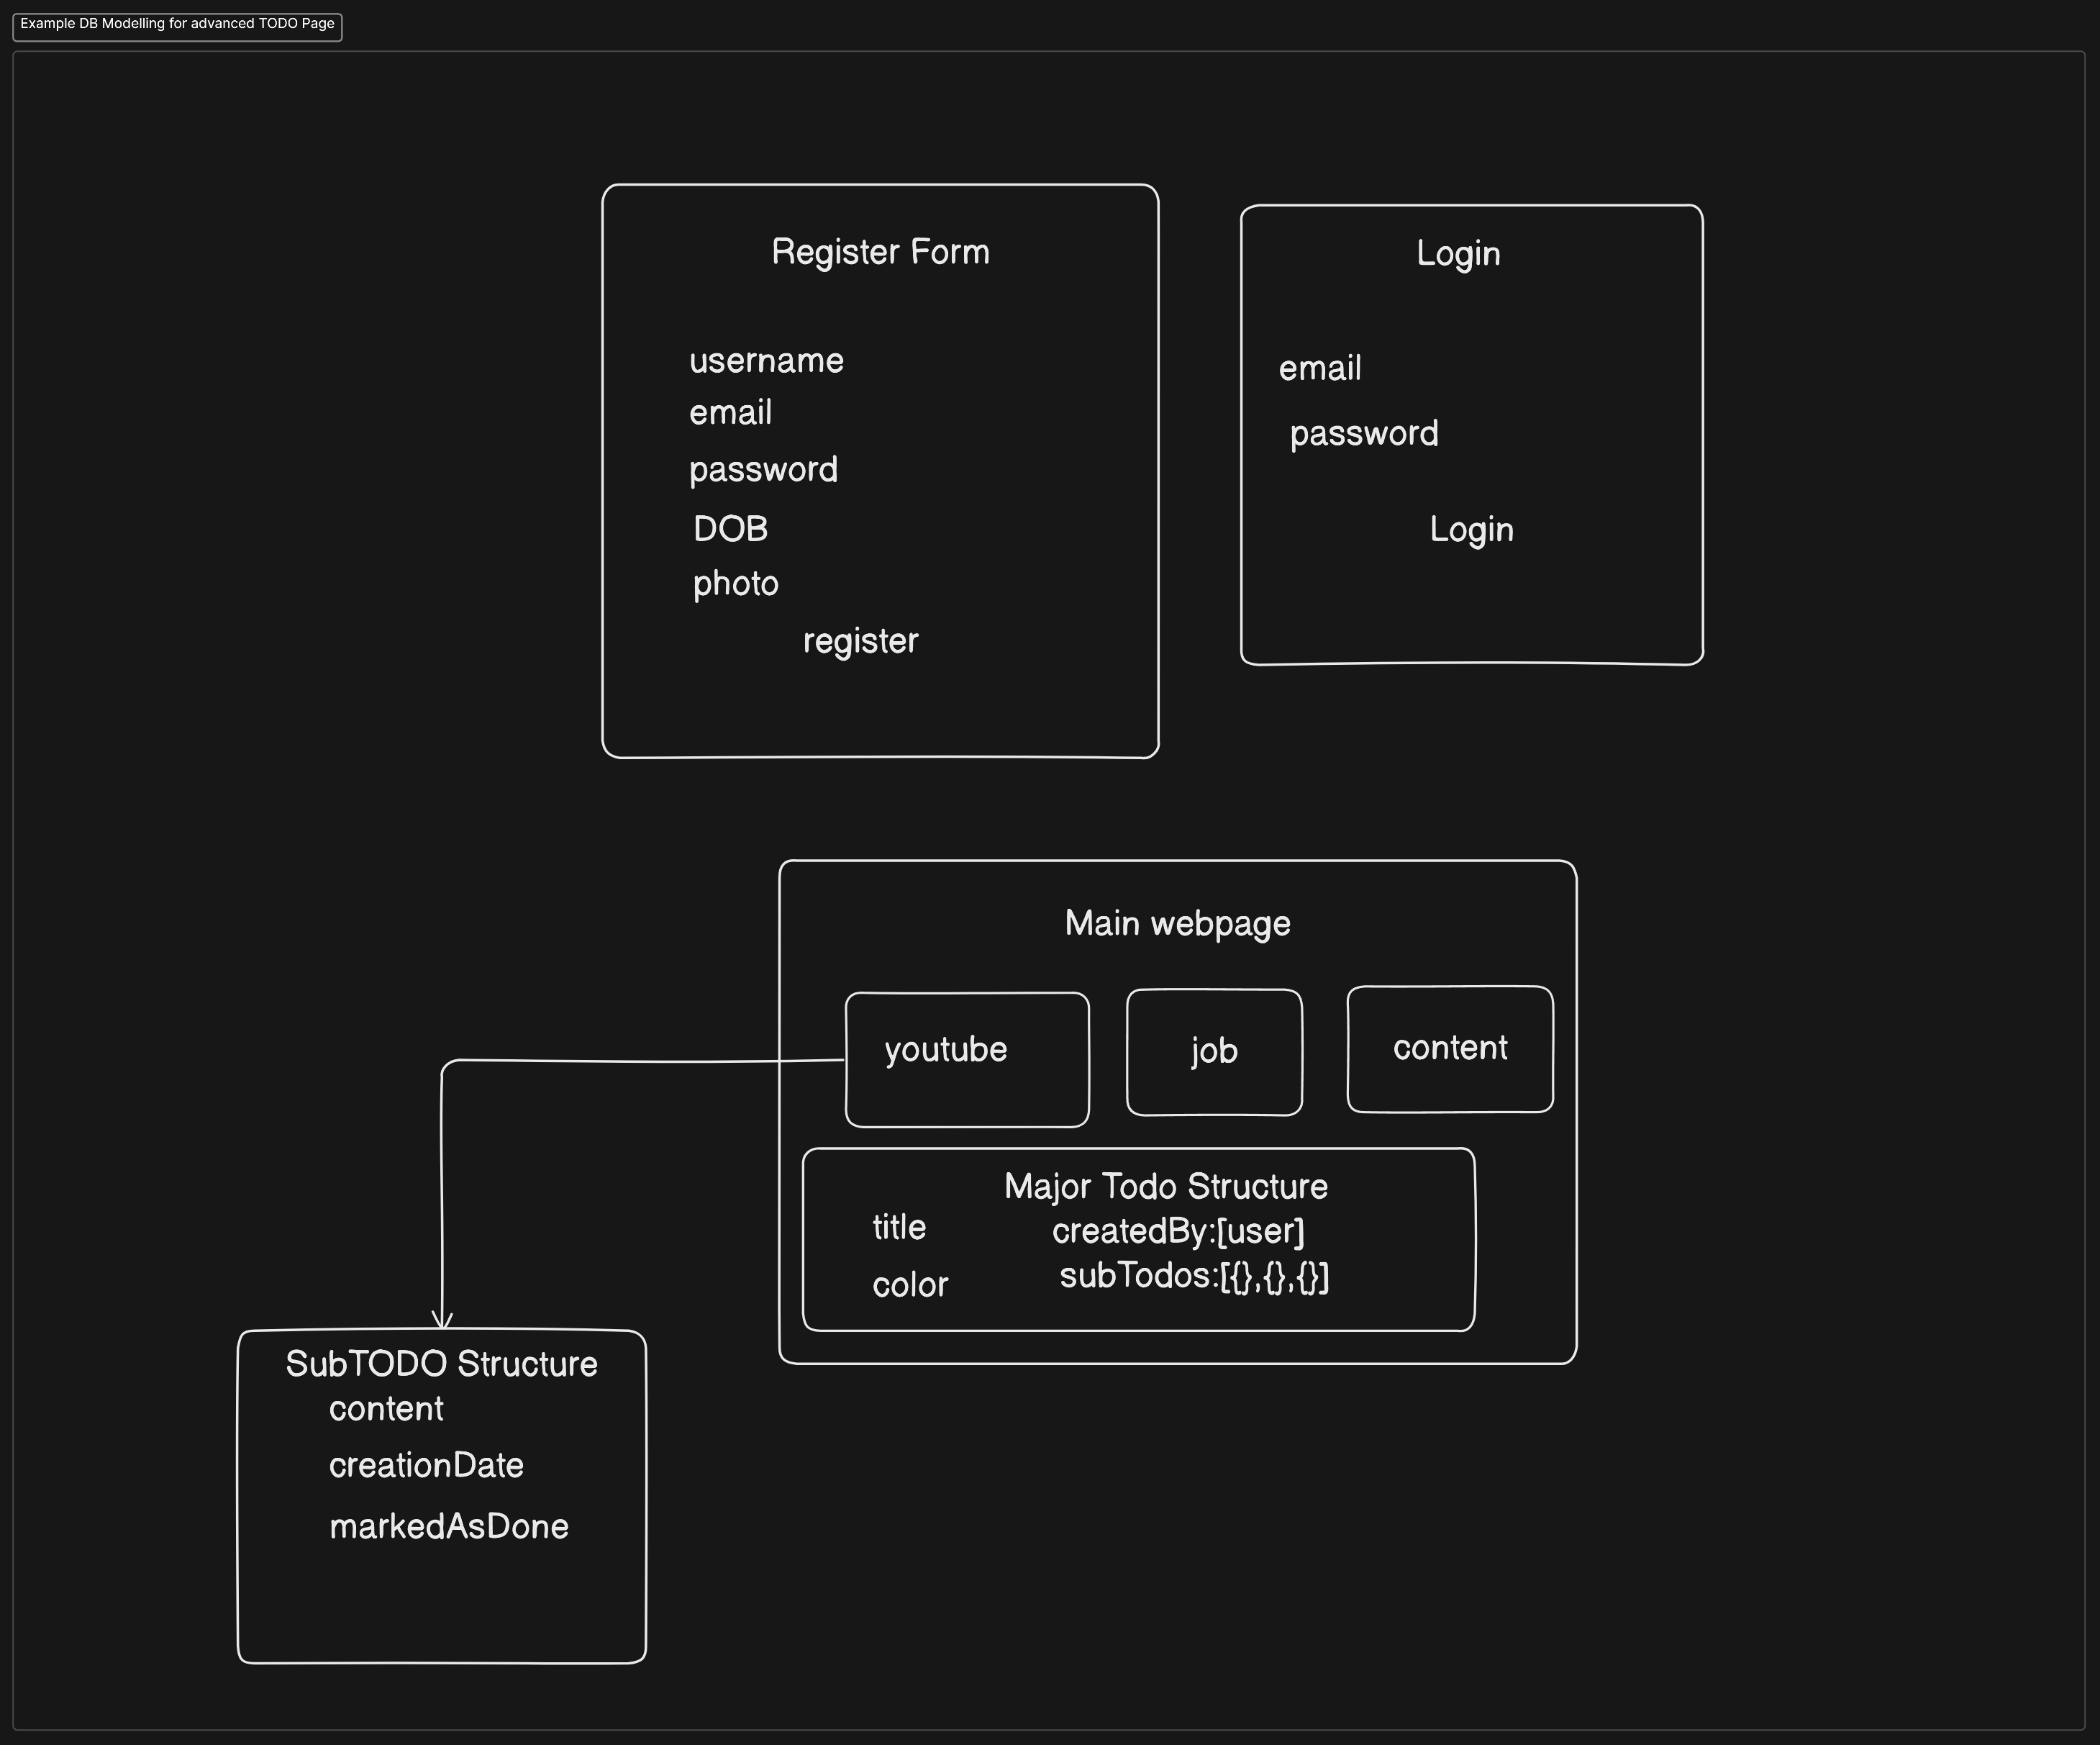 Example DB Modelling for advanced TODO Page
Register Form
username
email
password
DOB
photo
register
Login
email
password
Login
Main webpage
youtube
job
content
Major Todo Structure
title
createdBy:[user]
color
subTodos:[{},{},{}]
SubTODO Structure
content
creationDate
markedAsDone